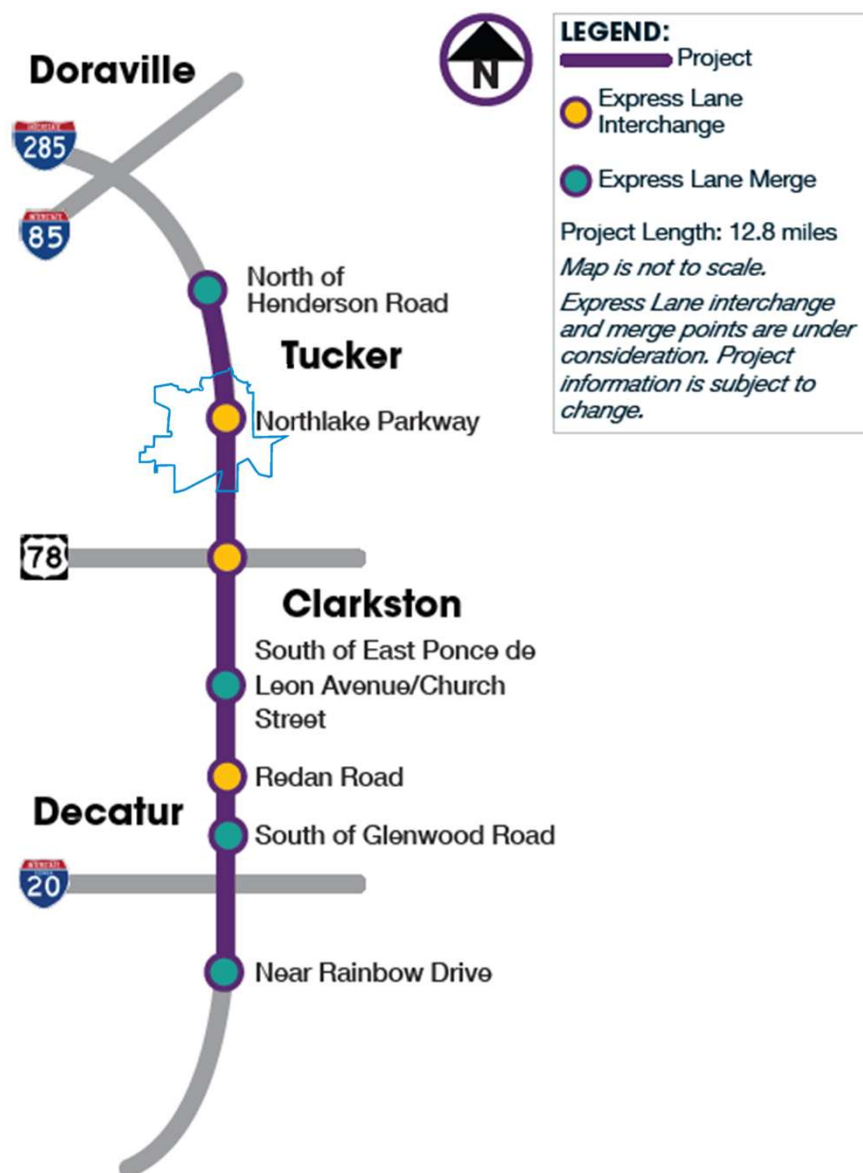 Doraville
INTERSTATE
285
INTERSTATE
85
North of
Henderson Road
Tucker
Northlake Parkway
78
Clarkston
South of East Ponce de
Leon Avenue/Church
Street
Redan Road
Decatur
South of Glenwood Road
INTERSTATE
20
Near Rainbow Drive
N
LEGEND:
Project
Express Lane
Interchange
Express Lane Merge
Project Length: 12.8 miles
Map is not to scale.
Express Lane interchange
and merge points are under
consideration. Project
information is subject to
change.